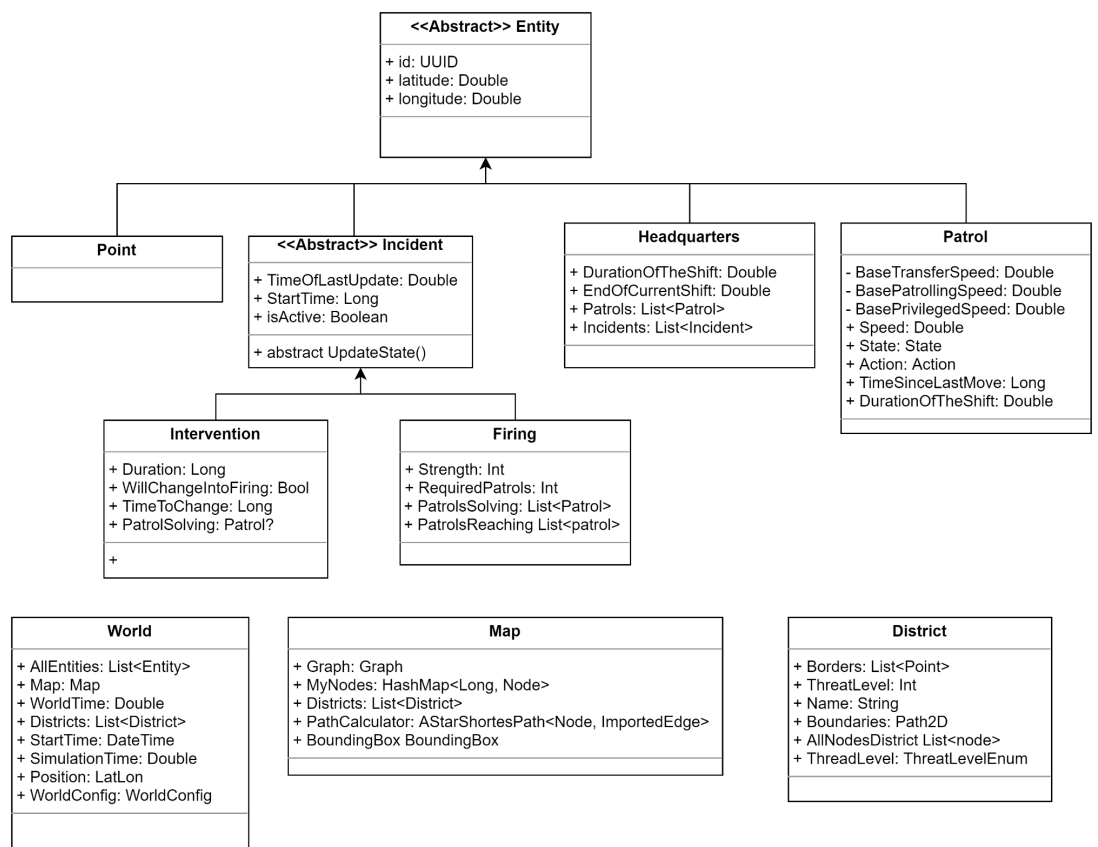 <<Abstract>> Entity
+ id: UUID
+ latitude: Double
+ longitude: Double
Point
<<Abstract>> Incident
+ TimeOfLastUpdate: Double
+ StartTime: Long
+ isActive: Boolean
+ abstract UpdateState()
Headquarters
+ DurationOfTheShift: Double
+ EndOfCurrentShift: Double
+ Patrols: List<Patrol>
+ Incidents: List<Incident>
Patrol
- BaseTransferSpeed: Double
- BasePatrollingSpeed: Double
- BasePrivilegedSpeed: Double
+ Speed: Double
+ State: State
+ Action: Action
+ TimeSinceLastMove: Long
+ DurationOfTheShift: Double
Intervention
+ Duration: Long
+ WillChangeIntoFiring: Bool
+ TimeToChange: Long
+ PatrolSolving: Patrol?
+
Firing
+ Strength: Int
+ RequiredPatrols: Int
+ PatrolsSolving: List<Patrol>
+ PatrolsReaching List<patrol>
World
+ AllEntities: List<Entity>
+ Map: Map
+ WorldTime: Double
+ Districts: List<District>
+ StartTime: DateTime
+ SimulationTime: Double
+ Position: LatLon
+ WorldConfig: WorldConfig
Map
+ Graph: Graph
+ MyNodes: HashMap<Long, Node>
+ Districts: List<District>
+ PathCalculator: AStarShortesPath<Node, ImportedEdge>
+ BoundingBox BoundingBox
District
+ Borders: List<Point>
+ ThreatLevel: Int
+ Name: String
+ Boundaries: Path2D
+ AllNodesDistrict List<node>
+ ThreadLevel: ThreatLevelEnum